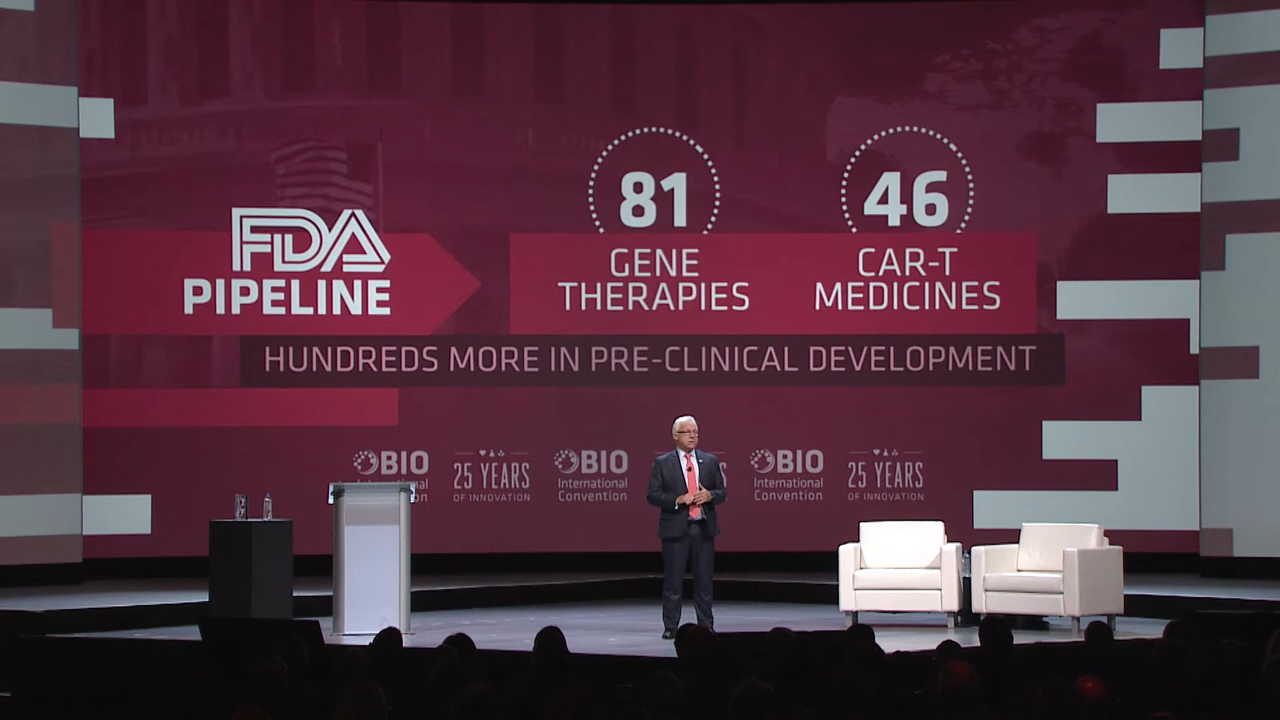 FDA
PIPELINE
81
GENE
THERAPIES
46
CAR-T
MEDICINES
HUNDREDS MORE IN PRE-CLINICAL DEVELOPMENT
BIO
25 YEARS
OF INNOVATION
BIO
International
Convention
BIO
International
Convention
25 YEARS
OF INNOVATION